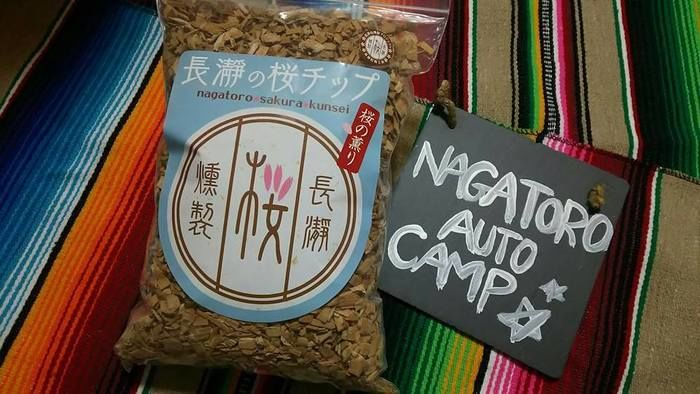 長瀞の桜チップ
nagatoro★sakura★kunsei
桜の薫り
長瀞
桜
燻製
NAGATORO
AUTO
CAMP☆